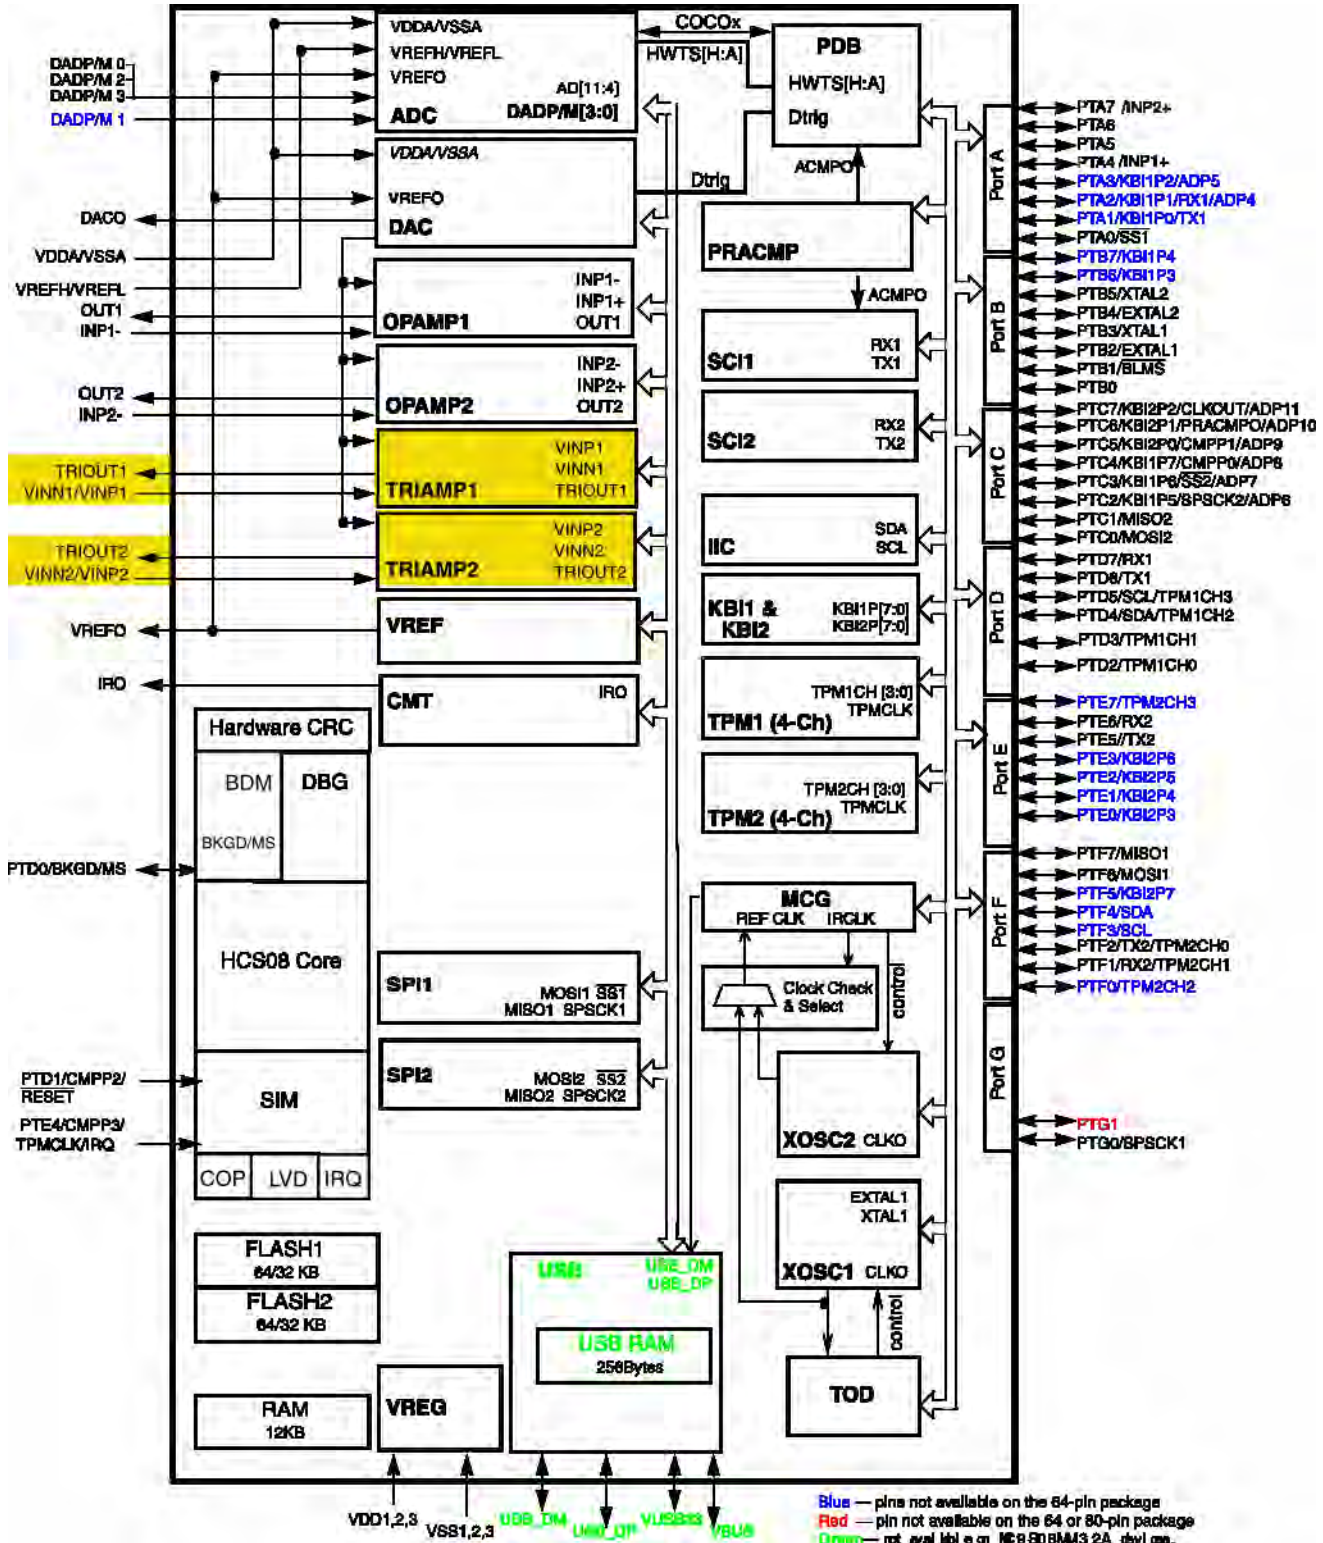 VDDA/VSSA
VREFH/VREFL
VREFO
AD[11:4]
DADP/M[3:0]
ADC
COCOx
HWTS[H:A]
PDB
HWTS[H:A]
Dtrig
DADP/M 0
DADP/M 2
DADP/M 3
DADP/M 1
VDDA/VSSA
VREFO
DAC
Dtrig
ACMPO
DACO
VDDA/VSSA
VREFH/VREFL
OUT1
INP1-
PRACMP
ACMPO
INP1-
INP1+
OUT1
OPAMP1
SCI1
RX1
TX1
OUT2
INP2-
INP2-
INP2+
OUT2
OPAMP2
SCI2
RX2
TX2
TRIOUT1
VINN1/VINP1
VINP1
VINN1
TRIOUT1
TRIAMP1
TRIOUT2
VINN2/VINP2
VINP2
VINN2
TRIOUT2
TRIAMP2
IIC
SDA
SCL
VREFO
VREF
KBI1 &
KBI2
KBI1P[7:0]
KBI2P[7:0]
IRO
CMT
IRO
TPM1CH [3:0]
TPMCLK
TPM1 (4-Ch)
TPM2CH [3:0]
TPMCLK
TPM2 (4-Ch)
Hardware CRC
BDM
DBG
BKGD/MS
PTD0/BKGD/MS
HCS08 Core
PTD1/CMPP2/
RESET
PTE4/CMPP3/
TPMCLK/IRQ
SIM
COP
LVD
IRQ
SPI1
MOSI1 SS1
MISO1 SPSCK1
SPI2
MOSI2 SS2
MISO2 SPSCK2
MCG
REF CLK IRCLK
Clock Check
& Select
control
XOSC2 CLKO
EXTAL1
XTAL1
XOSC1 CLKO
control
TOD
FLASH1
64/32 KB
FLASH2
64/32 KB
RAM
12KB
VREG
USB
USB_DM
USB_DP
USB RAM
256Bytes
VDD1,2,3
VSS1,2,3
USB_DM
USB_DP
VUSB33
VBUS
Port A
PTA7 /INP2+
PTA6
PTA5
PTA4 /INP1+
PTA3/KBI1P2/ADP5
PTA2/KBI1P1/RX1/ADP4
PTA1/KBI1P0/TX1
PTA0/SS1
Port B
PTB7/KBI1P4
PTB6/KBI1P3
PTB5/XTAL2
PTB4/EXTAL2
PTB3/XTAL1
PTB2/EXTAL1
PTB1/BLMS
PTB0
Port C
PTC7/KBI2P2/CLKOUT/ADP11
PTC6/KBI2P1/PRACMPO/ADP10
PTC5/KBI2P0/CMPP1/ADP9
PTC4/KBI1P7/CMPP0/ADP8
PTC3/KBI1P6/SS2/ADP7
PTC2/KBI1P5/SPSCK2/ADP6
PTC1/MISO2
PTC0/MOSI2
Port D
PTD7/RX1
PTD6/TX1
PTD5/SCL/TPM1CH3
PTD4/SDA/TPM1CH2
PTD3/TPM1CH1
PTD2/TPM1CH0
Port E
PTE7/TPM2CH3
PTE6/RX2
PTE5//TX2
PTE3/KBI2P6
PTE2/KBI2P5
PTE1/KBI2P4
PTE0/KBI2P3
Port F
PTF7/MISO1
PTF6/MOSI1
PTF5/KBI2P7
PTF4/SDA
PTF3/SCL
PTF2/TX2/TPM2CH0
PTF1/RX2/TPM2CH1
PTF0/TPM2CH2
Port G
PTG1
PTG0/SPSCK1
Blue — pins not available on the 64-pin package
Red — pin not available on the 64 or 80-pin package
Green — not